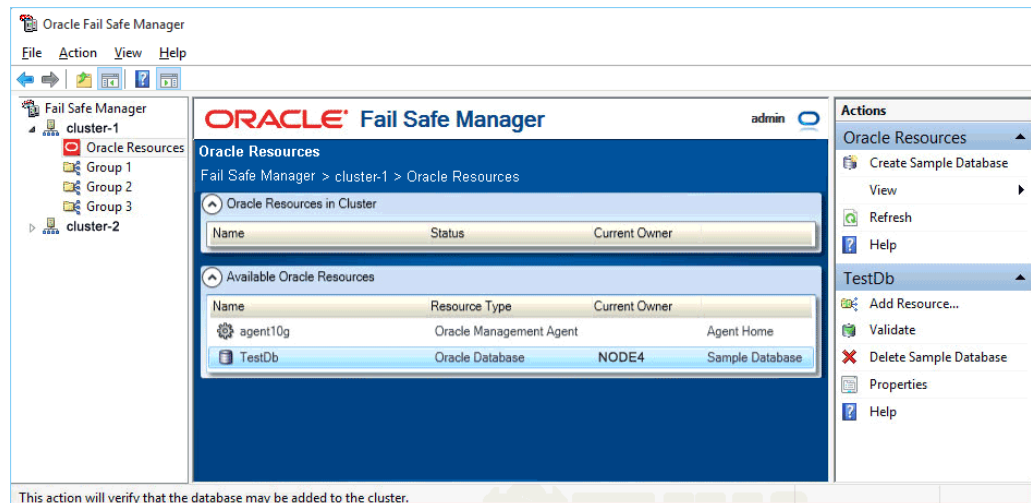 Oracle Fail Safe Manager
File Action View Help
Fail Safe Manager
cluster-1
Oracle Resources
Group 1
Group 2
Group 3
cluster-2
ORACLE Fail Safe Manager admin
Oracle Resources
Fail Safe Manager > cluster-1 > Oracle Resources
Oracle Resources in Cluster
Name Status Current Owner
Available Oracle Resources
Name Resource Type Current Owner
agent10g Oracle Management Agent Agent Home
TestDb Oracle Database NODE4 Sample Database
Actions
Oracle Resources
Create Sample Database
View
Refresh
Help
TestDb
Add Resource...
Validate
Delete Sample Database
Properties
Help
This action will verify that the database may be added to the cluster.